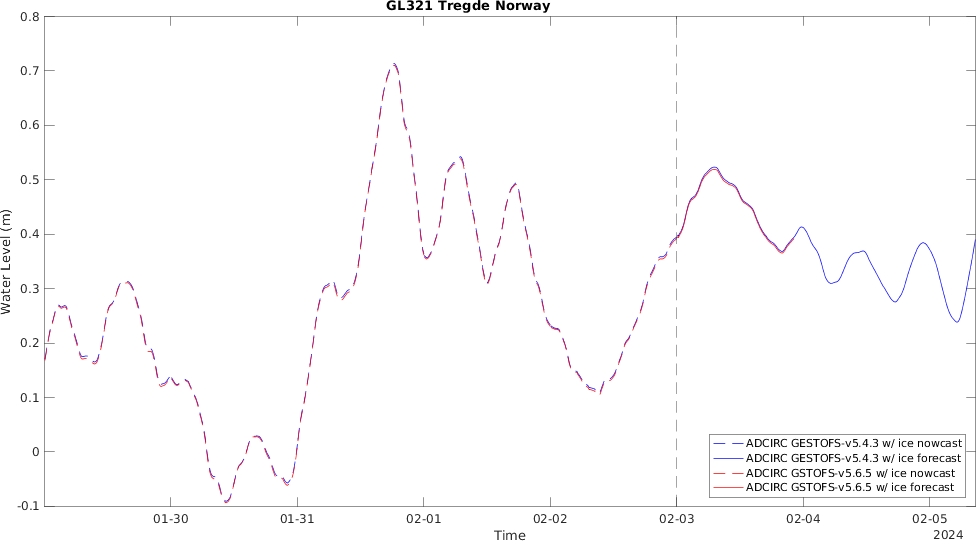 GL321 Tregde Norway
0.8
0.7
0.6
0.5
0.4
0.3
0.2
0.1
0
-0.1
Water Level (m)
01-30 01-31 02-01 02-02 02-03 02-04 02-05
Time
2024
ADCIRC GESTOFS-v5.4.3 w/ ice nowcast
ADCIRC GESTOFS-v5.4.3 w/ ice forecast
ADCIRC GSTOFS-v5.6.5 w/ ice nowcast
ADCIRC GSTOFS-v5.6.5 w/ ice forecast